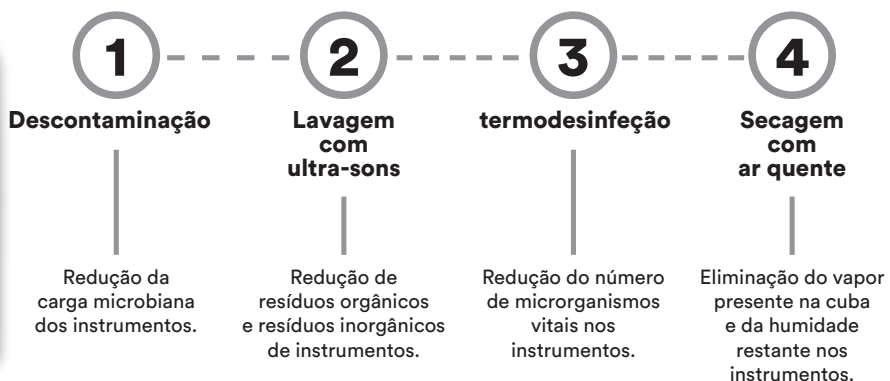 1
2
3
4
Descontaminação
Lavagem
com
ultra-sons
termodesinfeção
Secagem
com
ar quente
Redução da
carga microbiana
dos instrumentos.
Redução de
resíduos orgânicos
e resíduos inorgânicos
de instrumentos.
Redução do número
de microrganismos
vitais nos
instrumentos.
Eliminação do vapor
presente na cuba
e da humidade
restante nos
instrumentos.